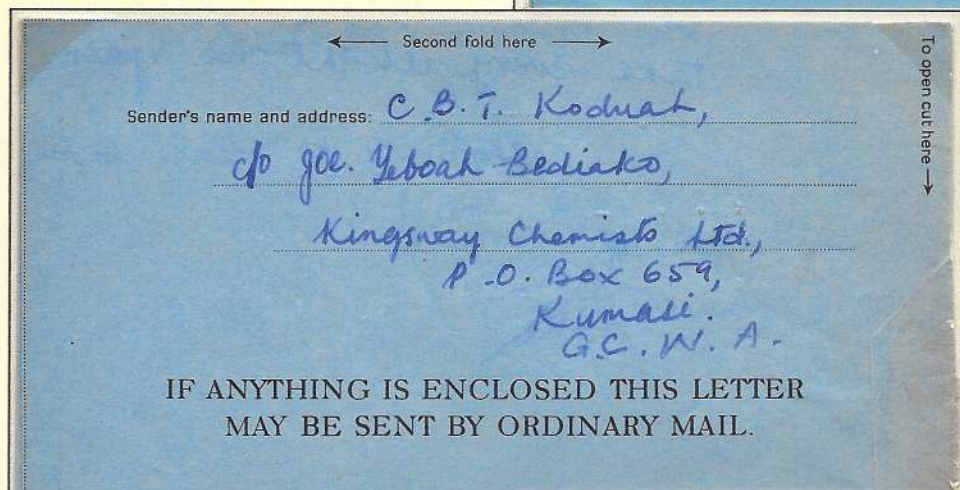 ← Second fold here →
To open cut here →
Sender's name and address: C.B.T. Koduah,
c/o Joe. Yeboah-Bediako,
Kingsway Chemists Ltd.,
P.O. Box 659,
Kumasi.
G.C.W.A.
IF ANYTHING IS ENCLOSED THIS LETTER
MAY BE SENT BY ORDINARY MAIL.